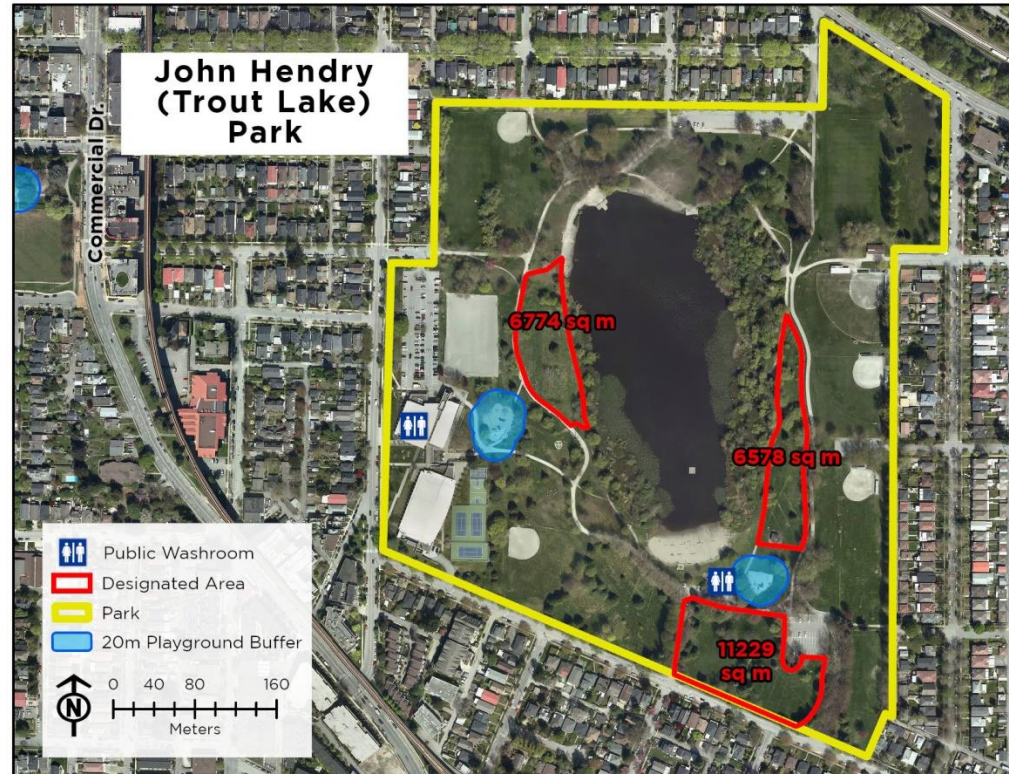 John Hendry
(Trout Lake)
Park
Commercial Dr.
6774 sq m
6578 sq m
11229
sq m
Public Washroom
Designated Area
Park
20m Playground Buffer
N
0 40 80 160
Meters